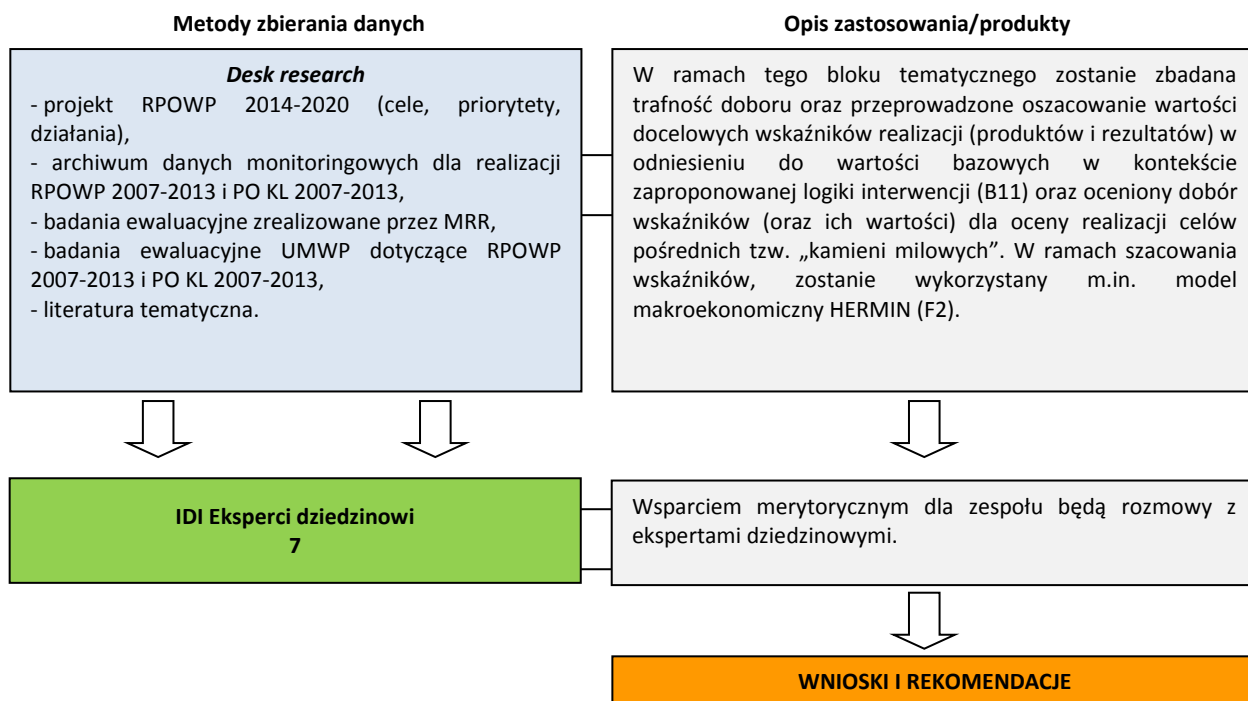 Metody zbierania danych
Opis zastosowania/produkty
Desk research
- projekt RPOWP 2014-2020 (cele, priorytety,
działania),
- archiwum danych monitoringowych dla realizacji
RPOWP 2007-2013 i PO KL 2007-2013,
- badania ewaluacyjne zrealizowane przez MRR,
- badania ewaluacyjne UMWP dotyczące RPOWP
2007-2013 i PO KL 2007-2013,
- literatura tematyczna.
W ramach tego bloku tematycznego zostanie zbadana
trafność doboru oraz przeprowadzone oszacowanie wartości
docelowych wskaźników realizacji (produktów i rezultatów) w
odniesieniu do wartości bazowych w kontekście
zaproponowanej logiki interwencji (B11) oraz oceniony dobór
wskaźników (oraz ich wartości) dla oceny realizacji celów
pośrednich tzw. „kamieni milowych”. W ramach szacowania
wskaźników, zostanie wykorzystany m.in. model
makroekonomiczny HERMIN (F2).
IDI Eksperci dziedzinowi
7
Wsparciem merytorycznym dla zespołu będą rozmowy z
ekspertami dziedzinowymi.
WNIOSKI I REKOMENDACJE